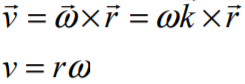 v⃗ = ω⃗ × r⃗ = ωk⃗ × r⃗
v = rω